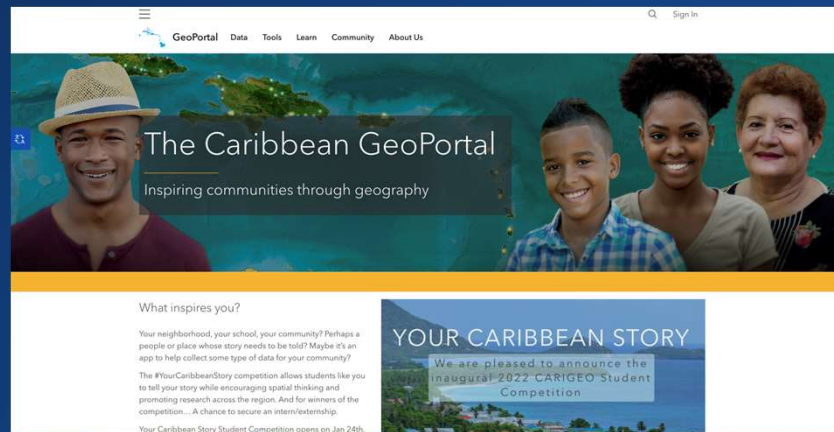 Sign In
GeoPortal Data Tools Learn Community About Us
The Caribbean GeoPortal
Inspiring communities through geography
What inspires you?
Your neighborhood, your school, your community? Perhaps a
people or place whose story needs to be told? Maybe it's an
app to help collect some type of data for your community?
The #YourCaribbeanStory competition allows students like you
to tell your story while encouraging spatial thinking and
promoting research across the region. And for winners of the
competition... A chance to secure an intern/externship.
Your Caribbean Story Student Competition opens on Jan 24th,
YOUR CARIBBEAN STORY
We are pleased to announce the
inaugural 2022 CARIGEO Student
Competition